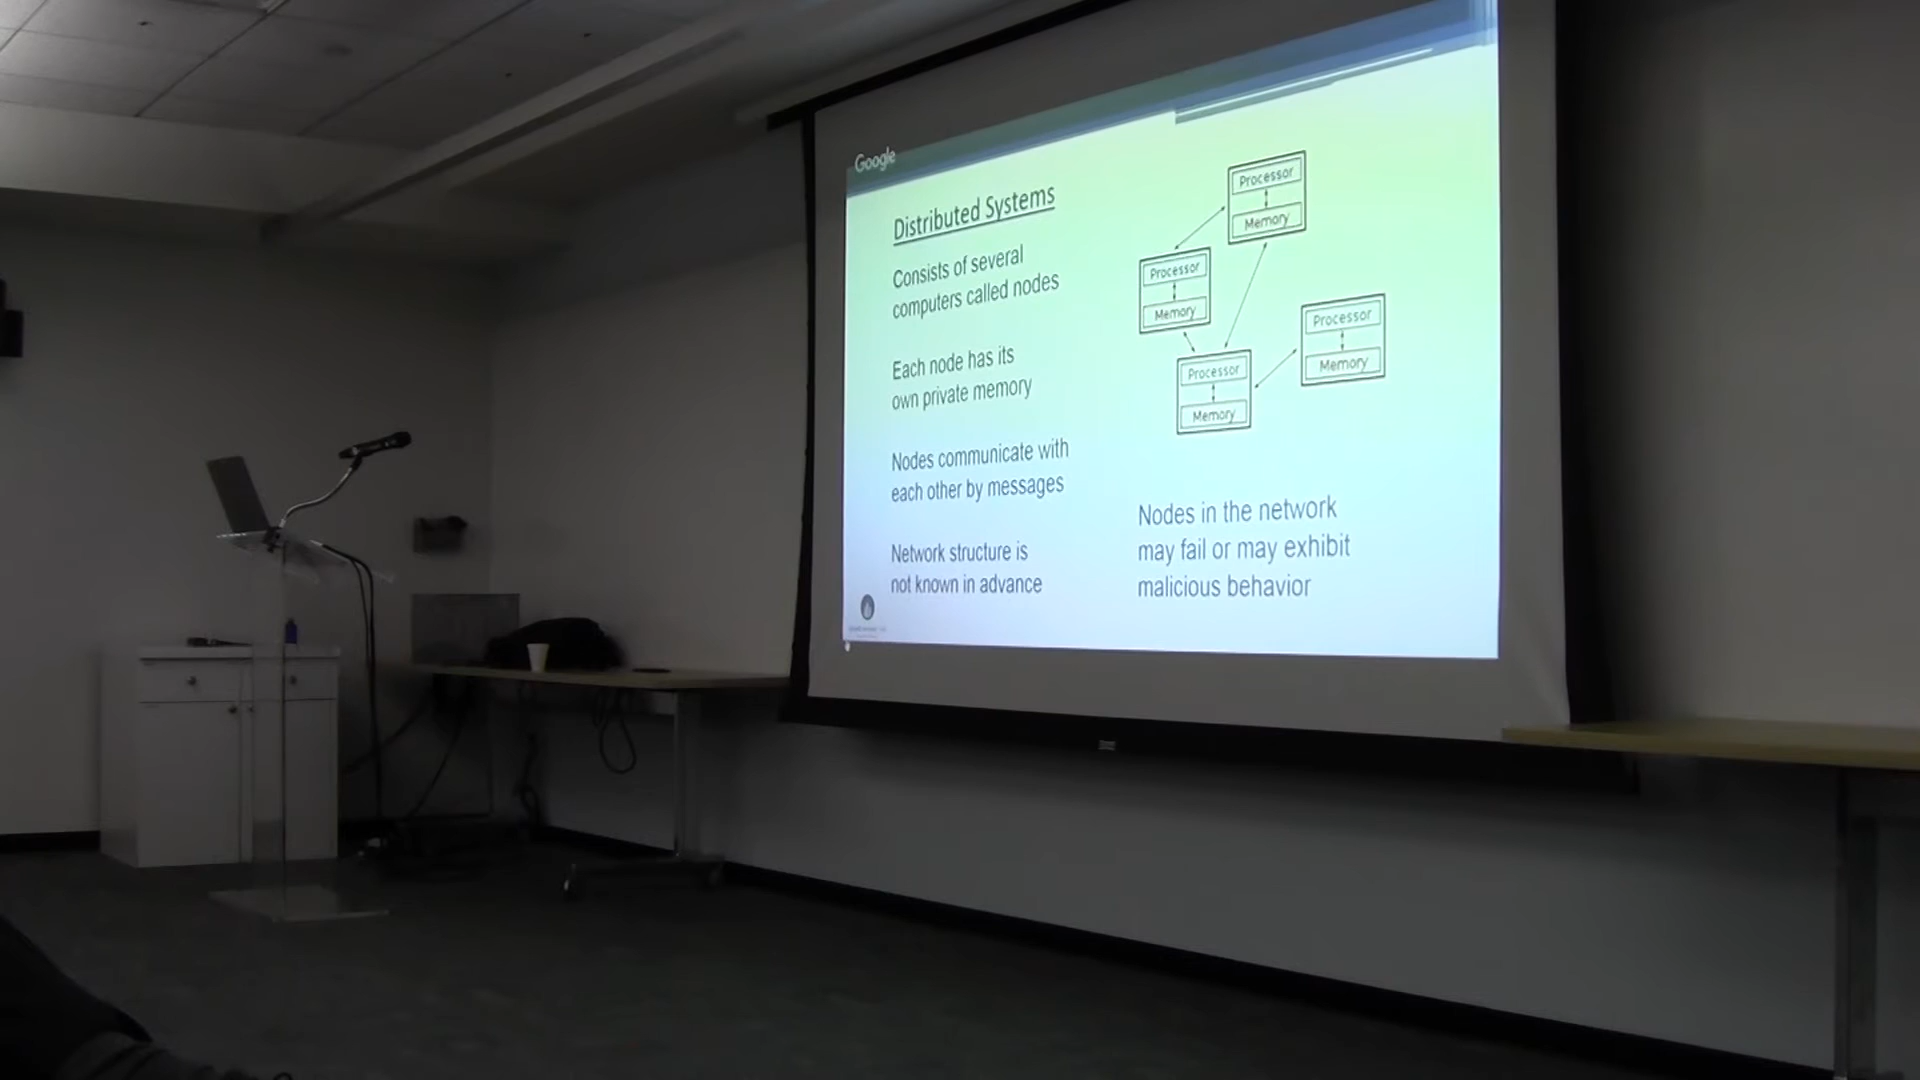 Google
Distributed Systems
Consists of several
computers called nodes
Each node has its
own private memory
Nodes communicate with
each other by messages
Network structure is
not known in advance
Processor
Memory
Processor
Memory
Processor
Memory
Processor
Memory
Nodes in the network
may fail or may exhibit
malicious behavior